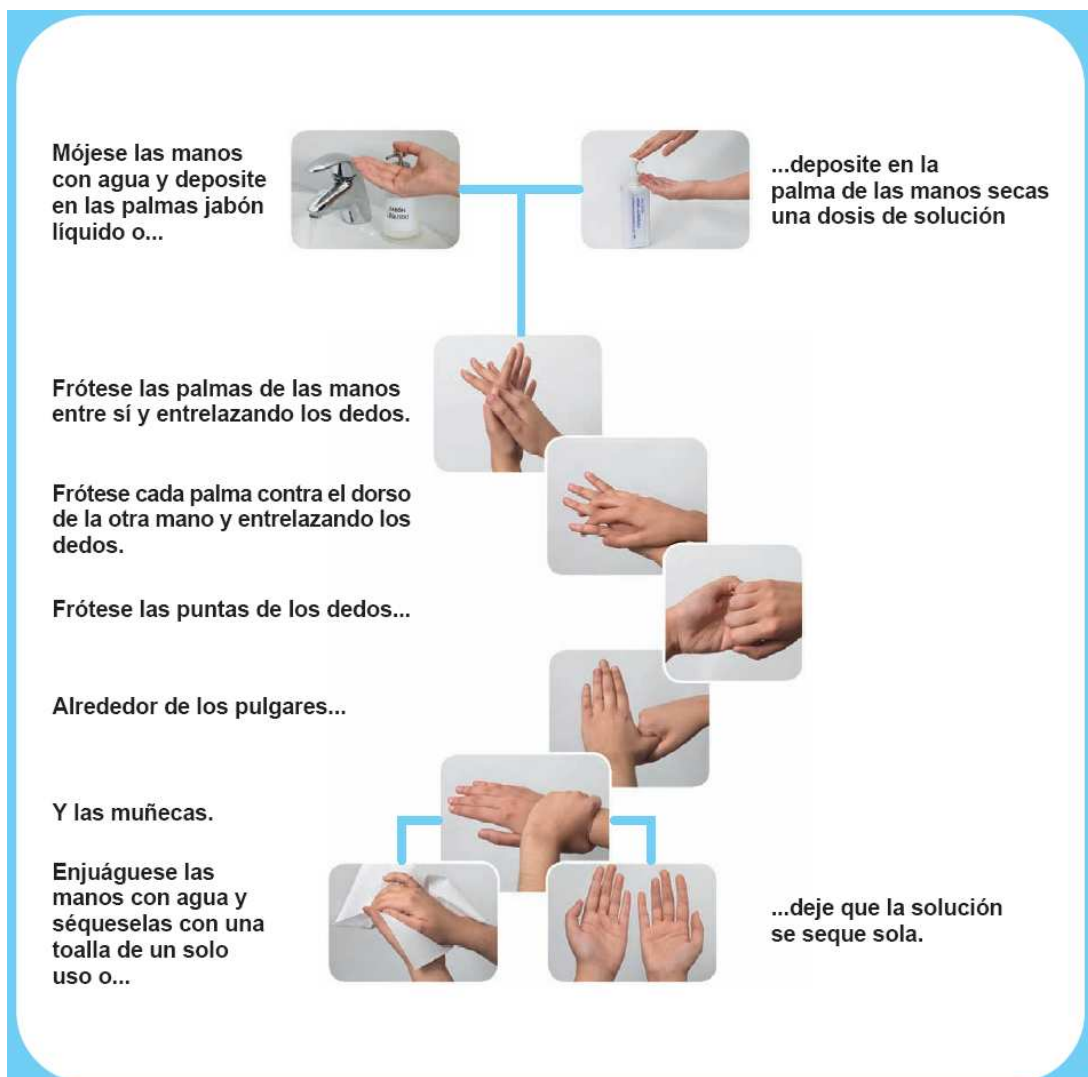 Mójese las manos
con agua y deposite
en las palmas jabón
líquido o...
...deposite en la
palma de las manos secas
una dosis de solución
Frótese las palmas de las manos
entre sí y entrelazando los dedos.
Frótese cada palma contra el dorso
de la otra mano y entrelazando los
dedos.
Frótese las puntas de los dedos...
Alrededor de los pulgares...
Y las muñecas.
Enjuáguese las
manos con agua y
séqueselas con una
toalla de un solo
uso o...
...deje que la solución
se seque sola.